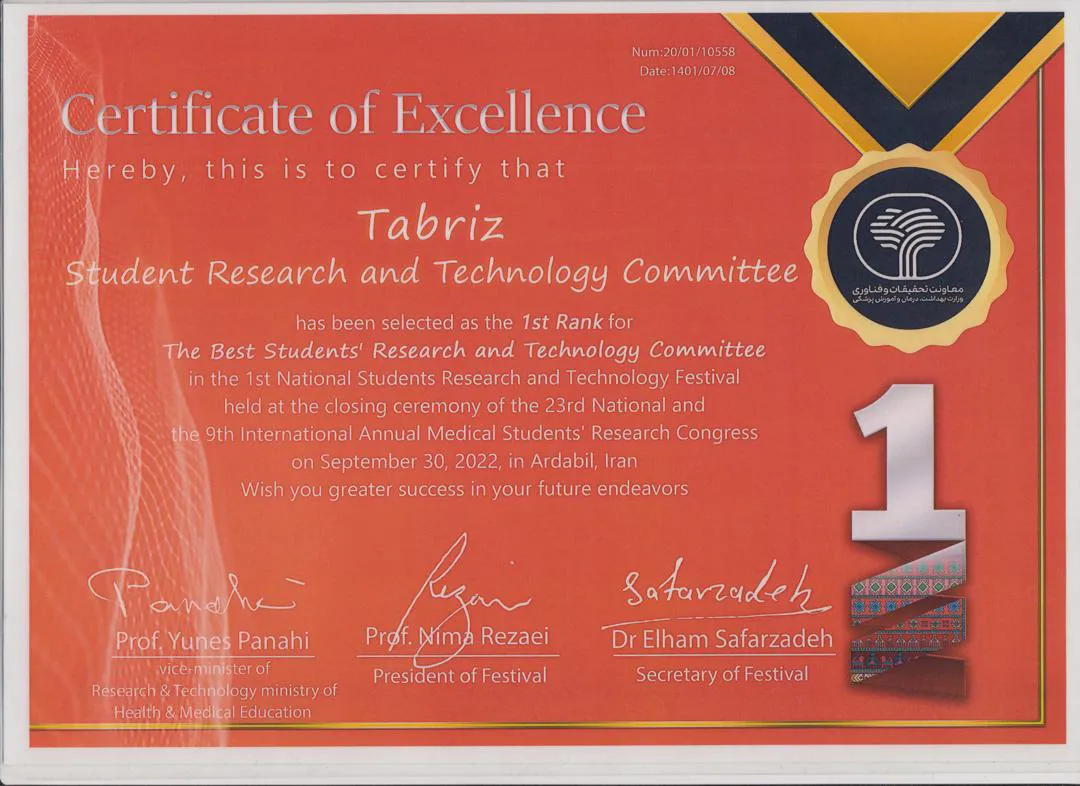 Num:20/01/10558
Date:1401/07/08
Certificate of Excellence
Hereby, this is to certify that
Tabriz
Student Research and Technology Committee
has been selected as the 1st Rank for
The Best Students' Research and Technology Committee
in the 1st National Students Research and Technology Festival
held at the closing ceremony of the 23rd National and
the 9th International Annual Medical Students' Research Congress
on September 30, 2022, in Ardabil, Iran
Wish you greater success in your future endeavors
معاونت تحقیقات و فناوری
وزارت بهداشت، درمان و آموزش پزشکی
1
Panahi
Prof. Yunes Panahi
vice-minister of
Research & Technology ministry of
Health & Medical Education
Rezaei
Prof. Nima Rezaei
President of Festival
Safarzadeh
Dr Elham Safarzadeh
Secretary of Festival